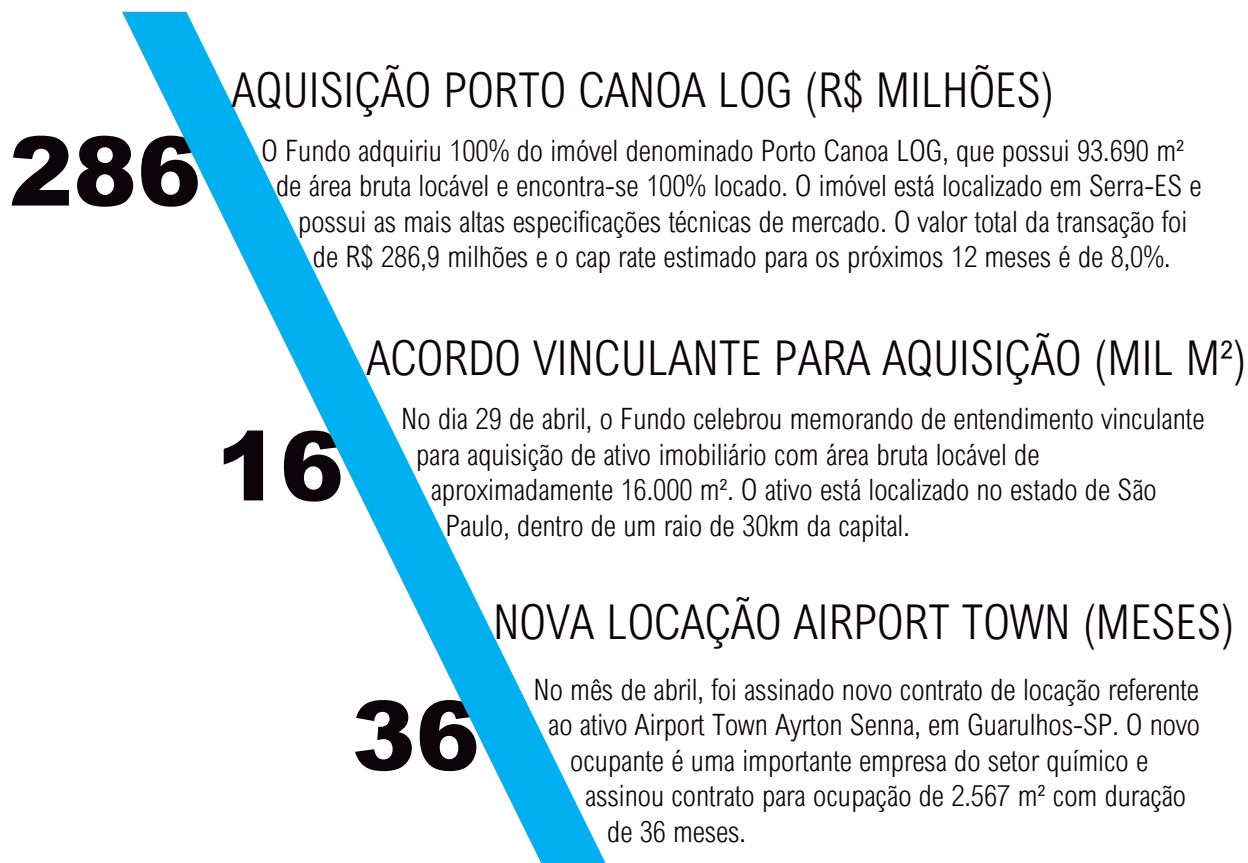 AQUISIÇÃO PORTO CANOA LOG (R$ MILHÕES)
286
O Fundo adquiriu 100% do imóvel denominado Porto Canoa LOG, que possui 93.690 m²
de área bruta locável e encontra-se 100% locado. O imóvel está localizado em Serra-ES e
possui as mais altas especificações técnicas de mercado. O valor total da transação foi
de R$ 286,9 milhões e o cap rate estimado para os próximos 12 meses é de 8,0%.
ACORDO VINCULANTE PARA AQUISIÇÃO (MIL M²)
16
No dia 29 de abril, o Fundo celebrou memorando de entendimento vinculante
para aquisição de ativo imobiliário com área bruta locável de
aproximadamente 16.000 m². O ativo está localizado no estado de São
Paulo, dentro de um raio de 30km da capital.
NOVA LOCAÇÃO AIRPORT TOWN (MESES)
36
No mês de abril, foi assinado novo contrato de locação referente
ao ativo Airport Town Ayrton Senna, em Guarulhos-SP. O novo
ocupante é uma importante empresa do setor químico e
assinou contrato para ocupação de 2.567 m² com duração
de 36 meses.